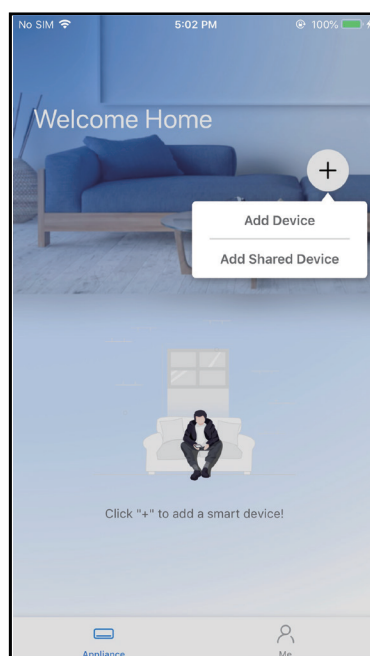 No SIM 5:02 PM 100%
Welcome Home
+
Add Device
Add Shared Device
Click "+" to add a smart device!
Appliance Me